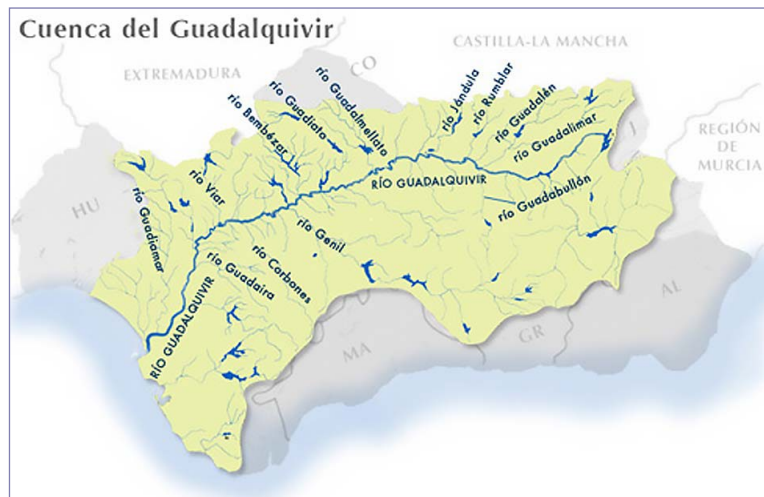 Cuenca del Guadalquivir
CASTILLA-LA MANCHA
EXTREMADURA
CO
río Jándula
río Rumblar
río Guadalén
río Guadalimar
río Guadalmellato
río Guadiato
río Bembézar
río Viar
río Guadiamar
J
REGIÓN
DE
MURCIA
RÍO GUADALQUIVIR
río Guadabullón
HU
río Genil
río Corbones
río Guadaira
RÍO GUADALQUIVIR
AL
GR
MA